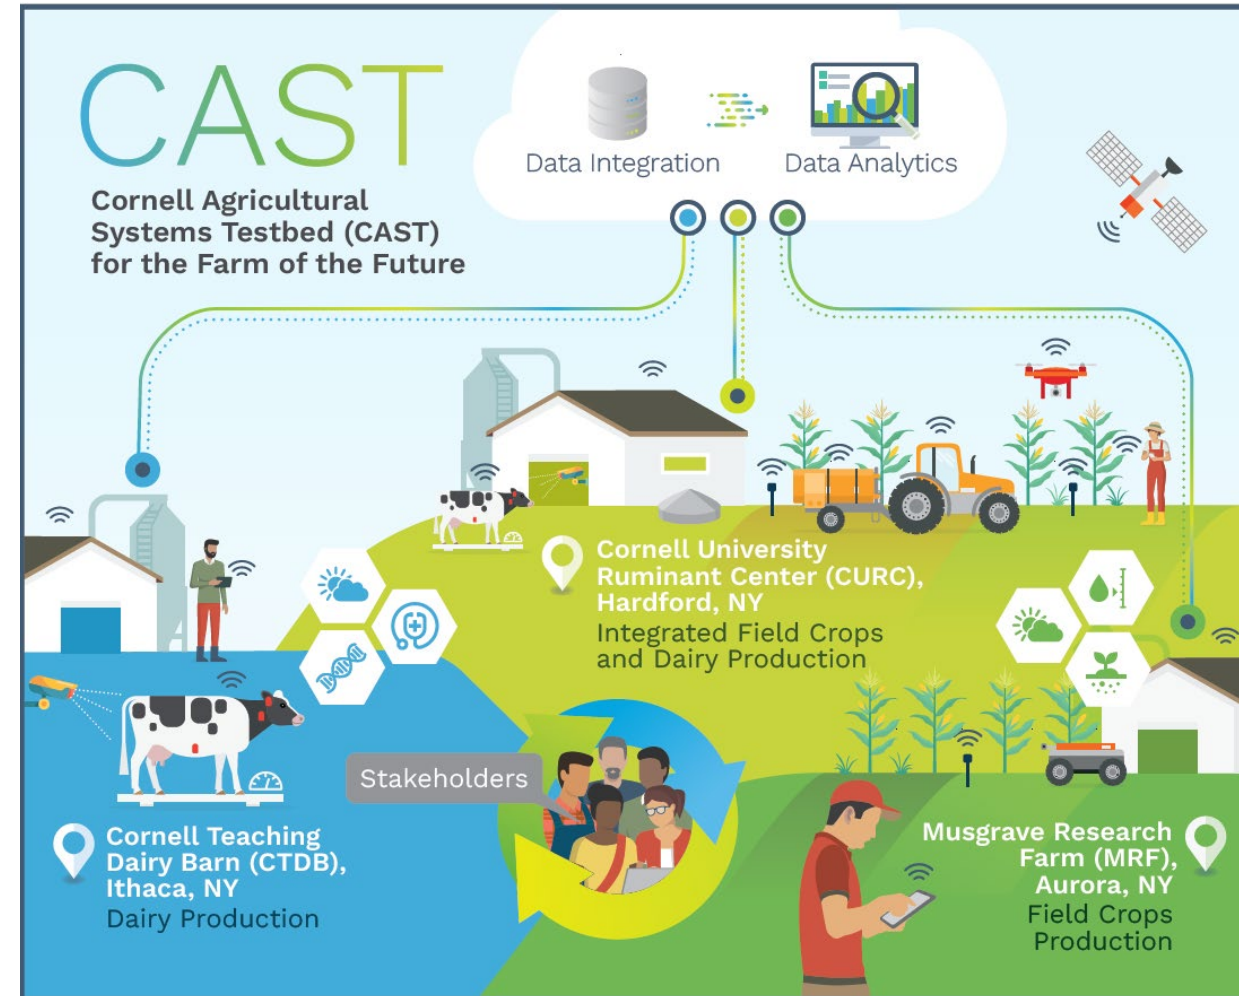 CAST
Cornell Agricultural
Systems Testbed (CAST)
for the Farm of the Future
Data Integration
Data Analytics
Cornell University
Ruminant Center (CURC),
Hardford, NY
Integrated Field Crops
and Dairy Production
Stakeholders
Cornell Teaching
Dairy Barn (CTDB),
Ithaca, NY
Dairy Production
Musgrave Research
Farm (MRF),
Aurora, NY
Field Crops
Production